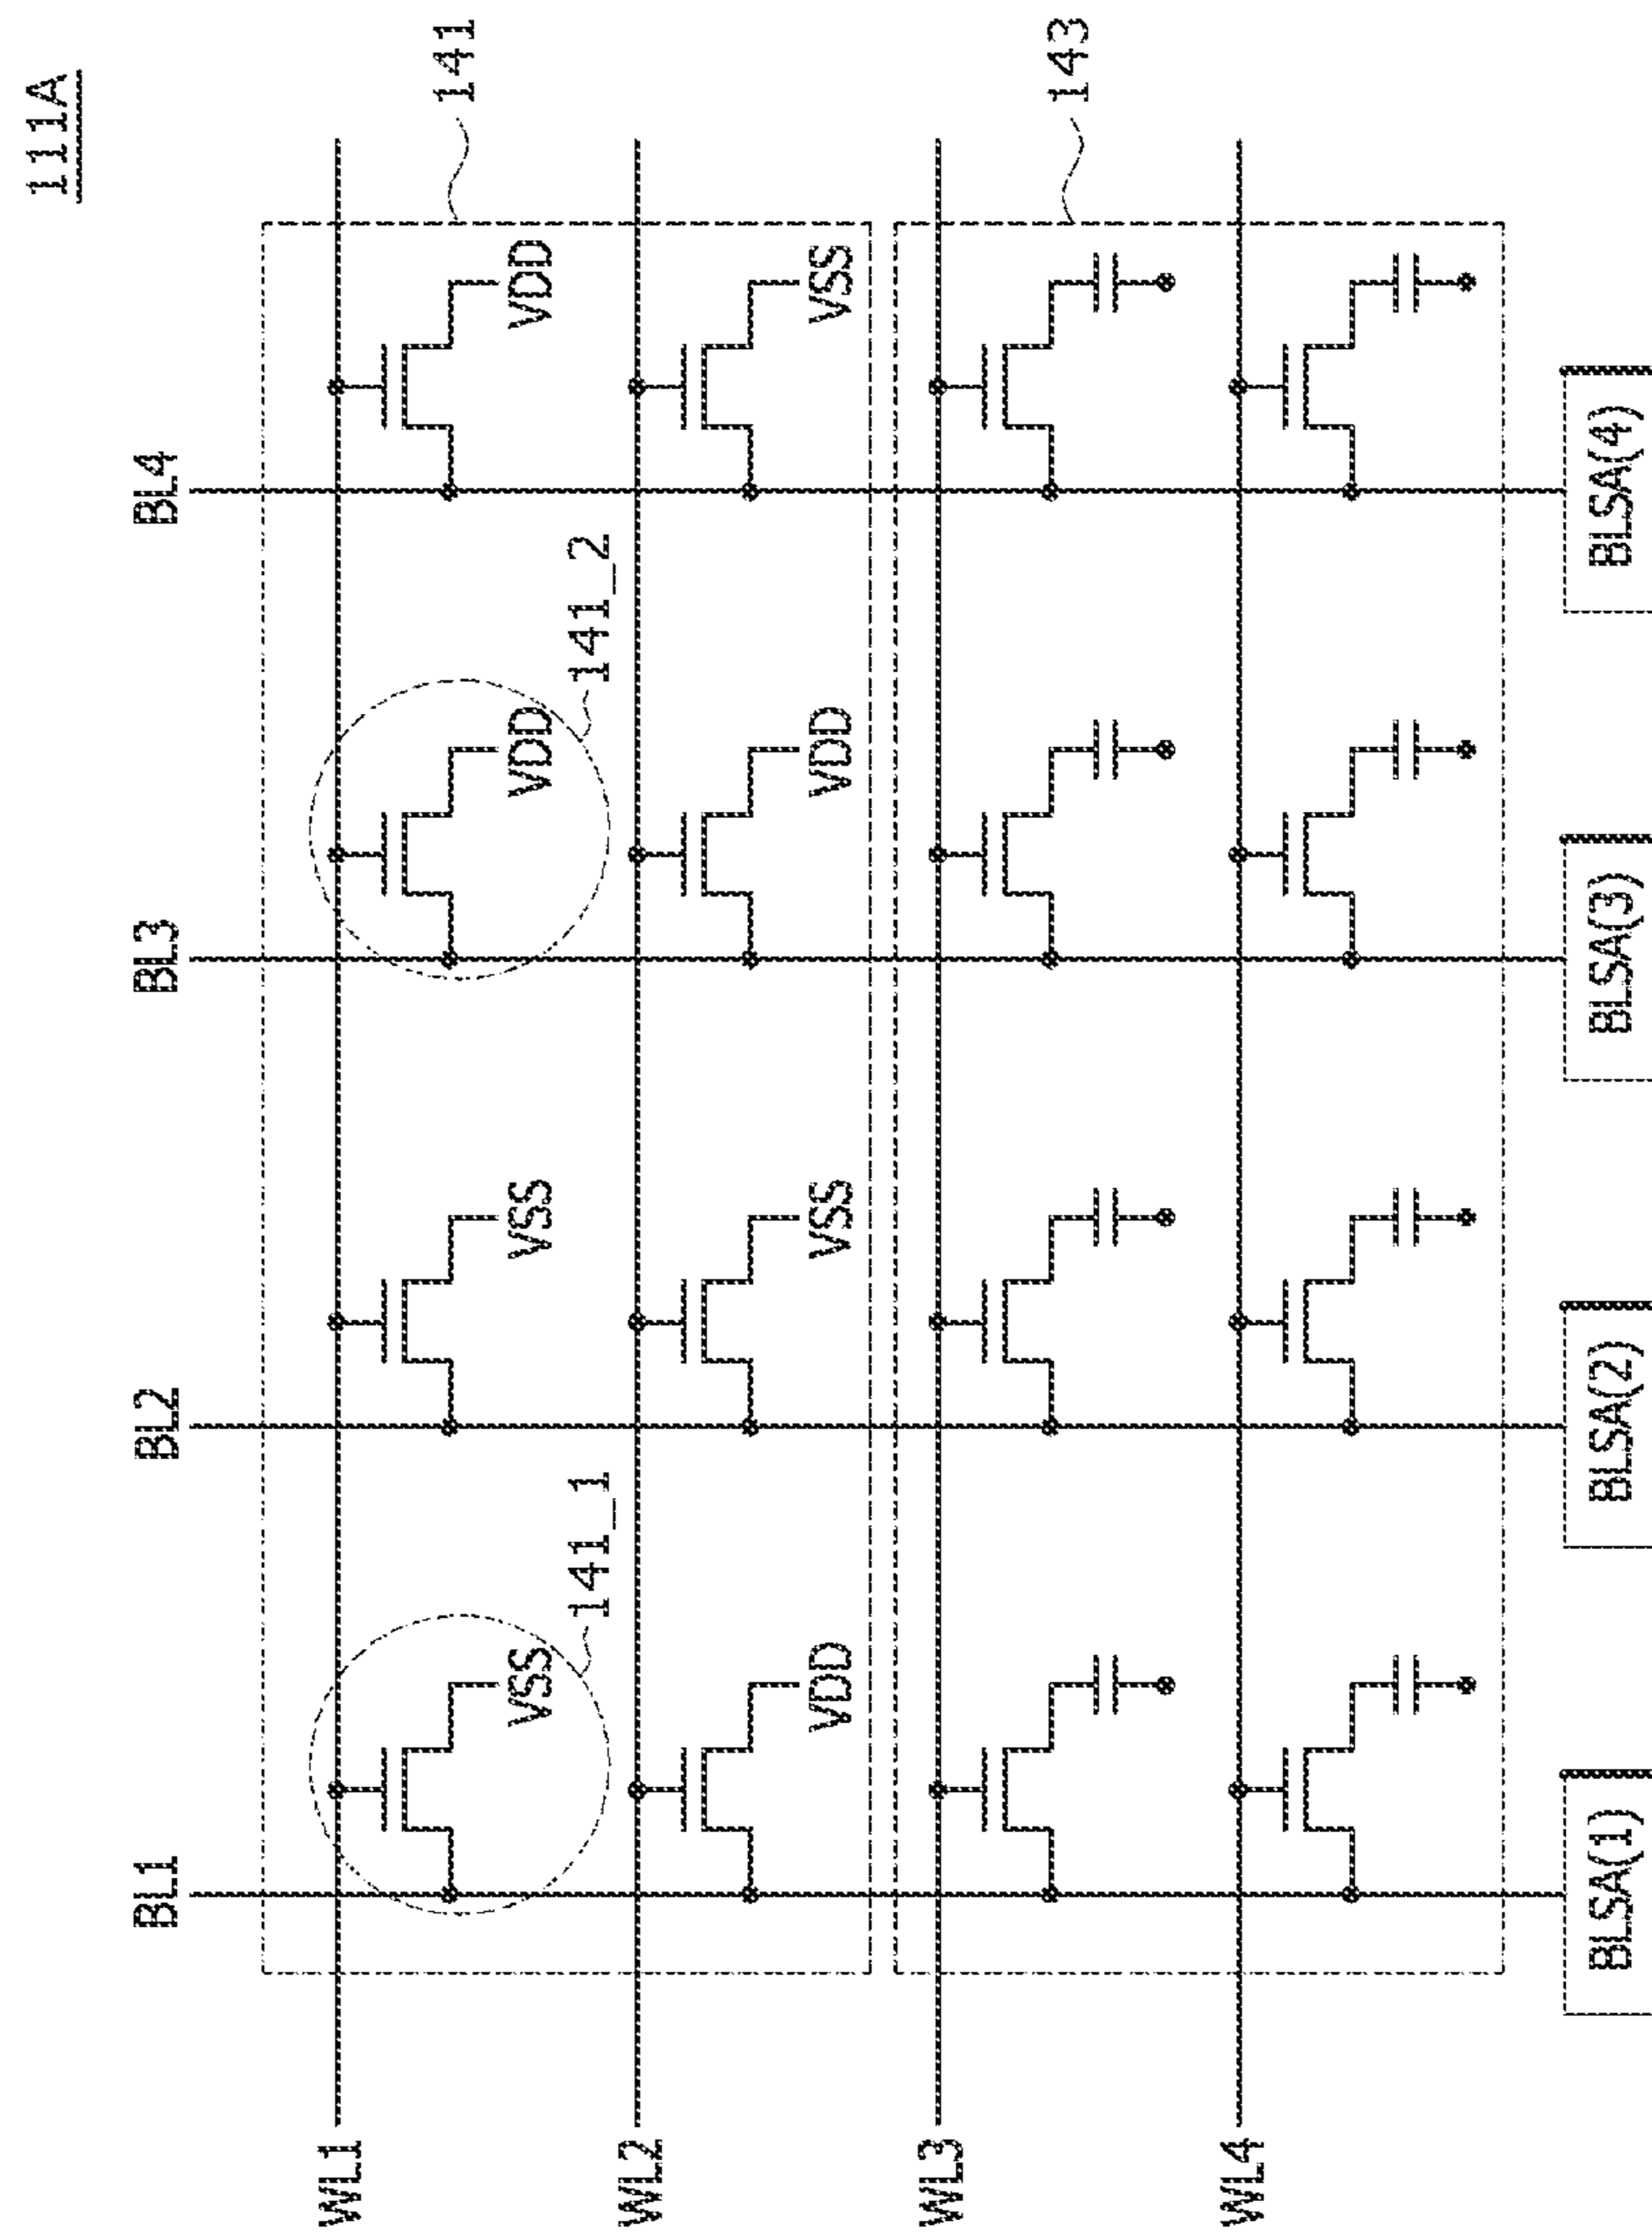 111A
BL1
BL2
BL3
BL4
141
WL1
VSS
VSS
VDD
VDD
141_1
141_2
WL2
VDD
VSS
VDD
VSS
143
WL3
WL4
BLSA(1)
BLSA(2)
BLSA(3)
BLSA(4)